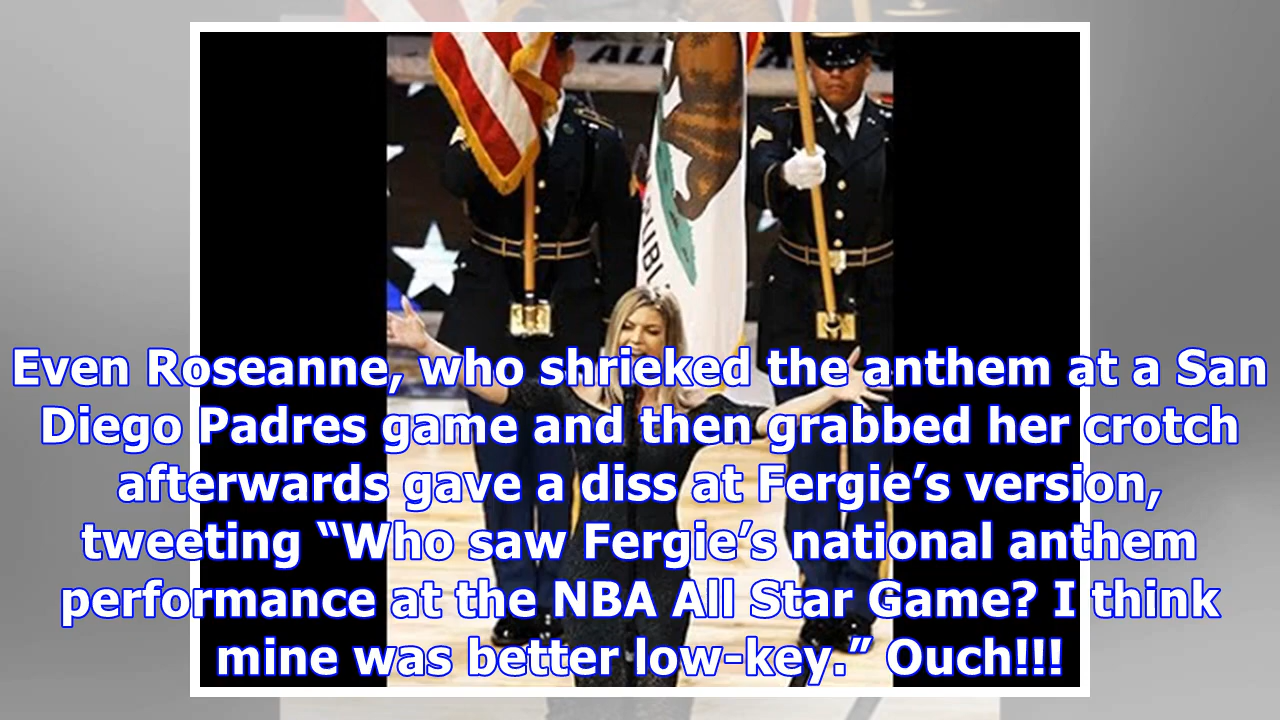 ALL
UBLI
Even Roseanne, who shrieked the anthem at a San
Diego Padres game and then grabbed her crotch
afterwards gave a diss at Fergie’s version,
tweeting “Who saw Fergie’s national anthem
performance at the NBA All Star Game? I think
mine was better low-key.” Ouch!!!